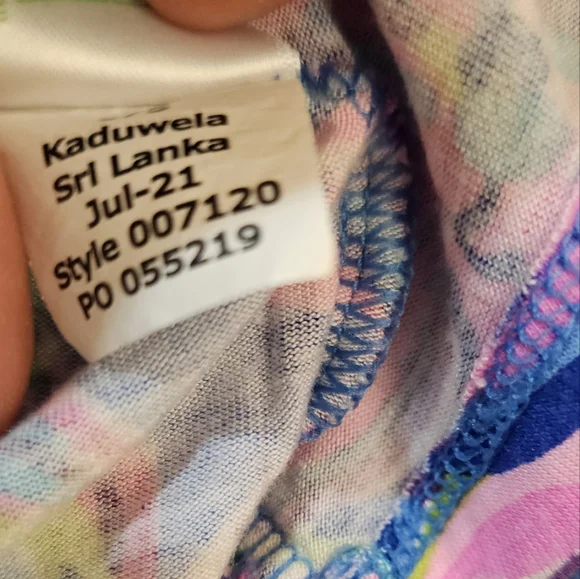 Kaduwela
Sri Lanka
Jul-21
Style 007120
PO 055219